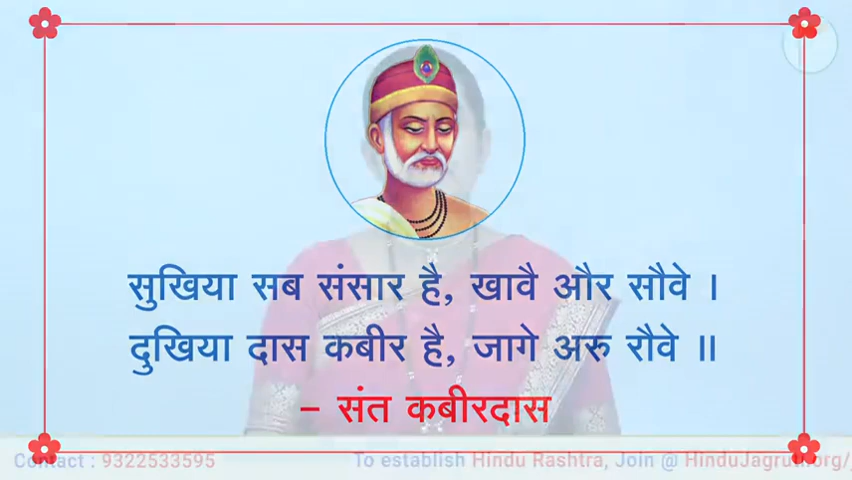 सुखिया सब संसार है, खावै और सौवे ।
दुखिया दास कबीर है, जागे अरु रौवे ॥
– संत कबीरदास
Contact : 9322533595 To establish Hindu Rashtra, Join @ HinduJagruti.org/